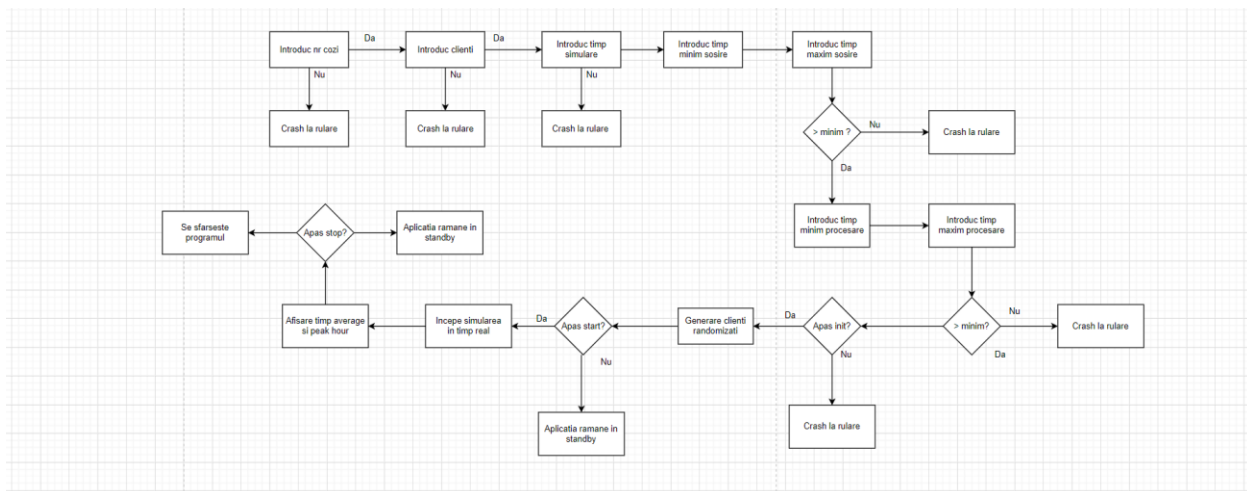 Introduc nr cozi
Da
Introduc clienti
Da
Introduc timp
simulare
Introduc timp
minim sosire
Introduc timp
maxim sosire
Nu
Nu
Nu
Crash la rulare
Crash la rulare
Crash la rulare
> minim ?
Nu
Crash la rulare
Da
Se sfarseste
programul
Apas stop?
Aplicatia ramane in
standby
Introduc timp
minim procesare
Introduc timp
maxim procesare
Afisare timp average
si peak hour
Incepe simularea
in timp real
Da
Apas start?
Generare clienti
randomizati
Da
Apas init?
> minim?
Nu
Crash la rulare
Nu
Nu
Da
Aplicatia ramane in
standby
Crash la rulare